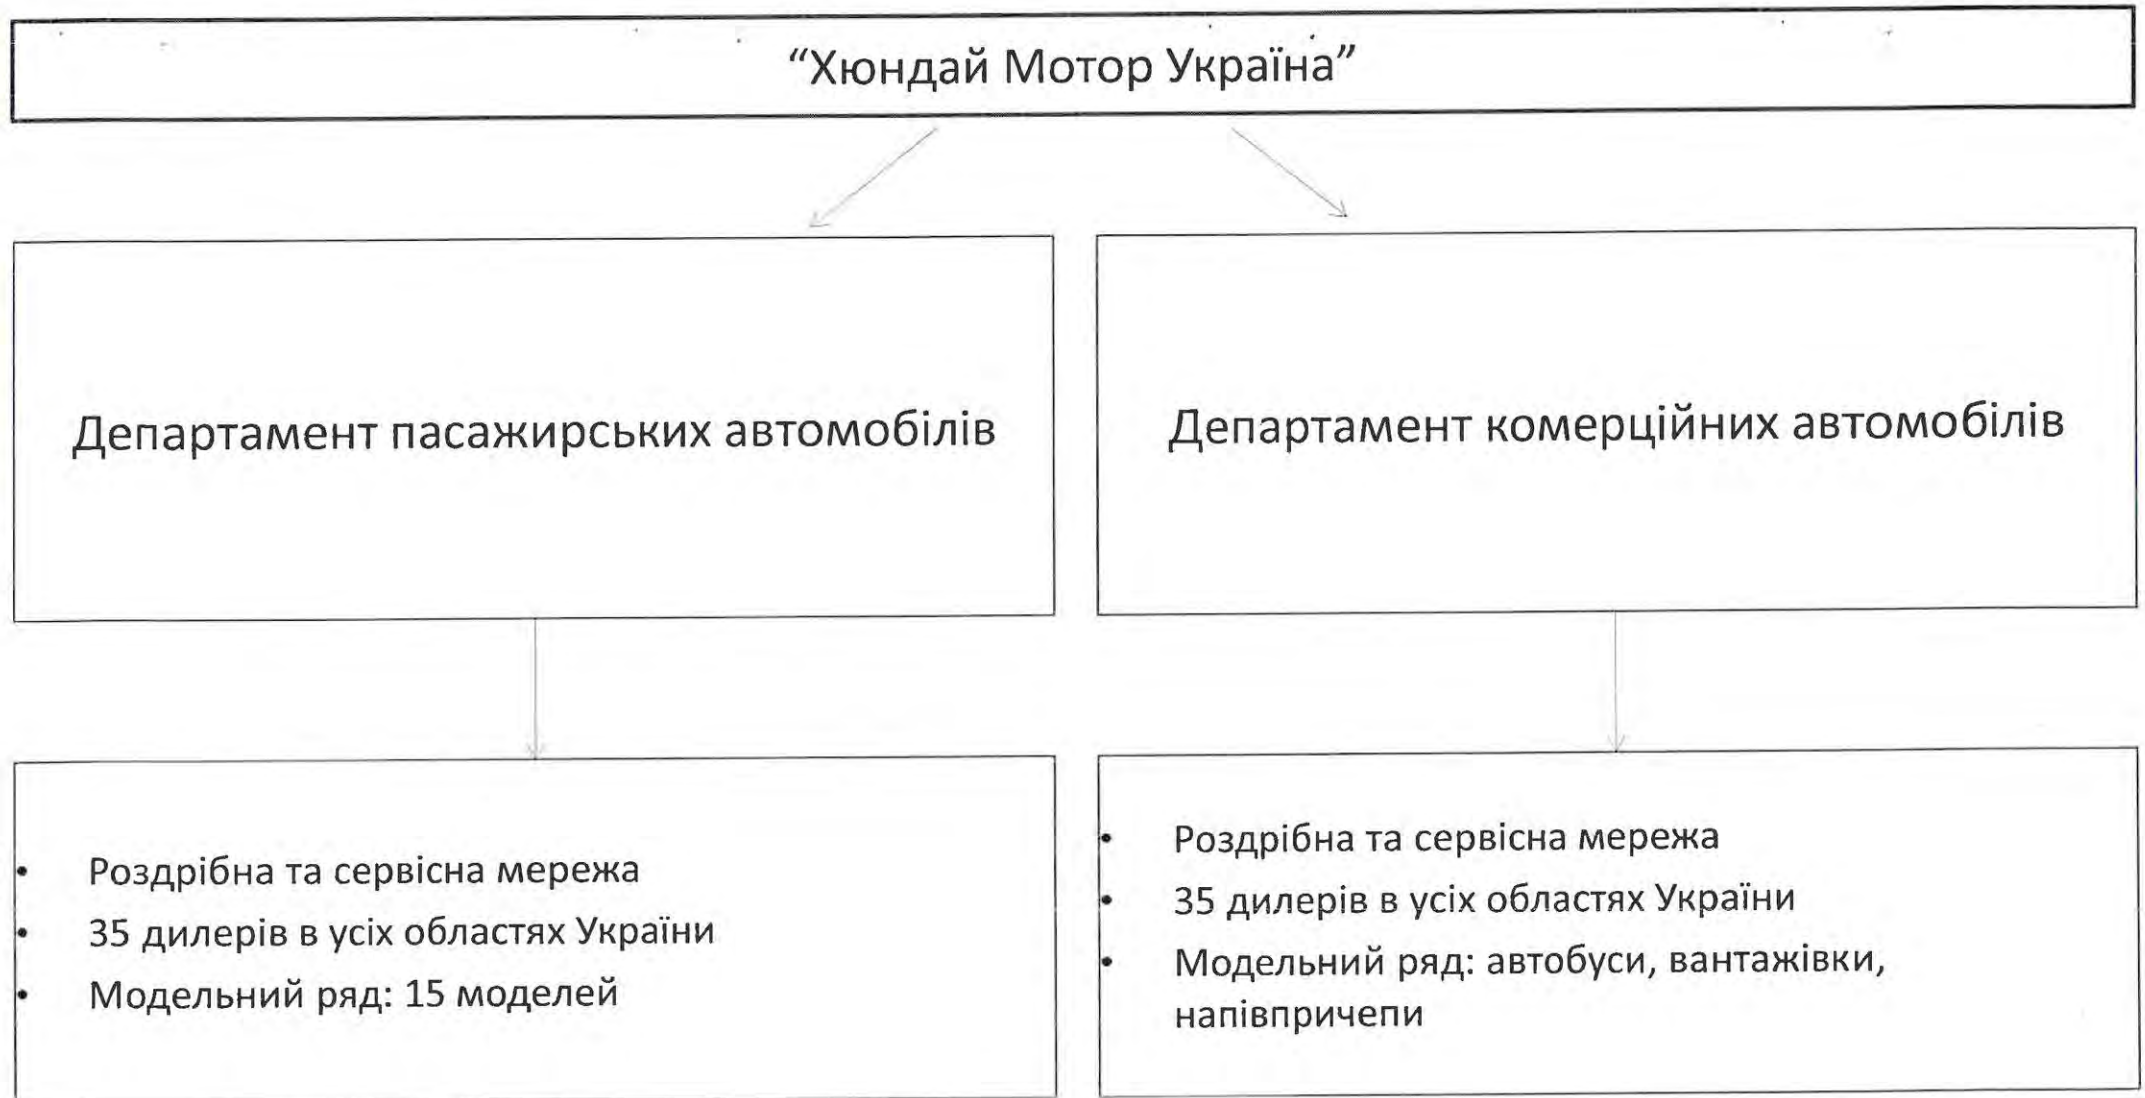 “Хюндай Мотор Україна”
Департамент пасажирських автомобілів
Департамент комерційних автомобілів
• Роздрібна та сервісна мережа
• 35 дилерів в усіх областях України
• Модельний ряд: 15 моделей
• Роздрібна та сервісна мережа
• 35 дилерів в усіх областях України
• Модельний ряд: автобуси, вантажівки,
напівпричепи